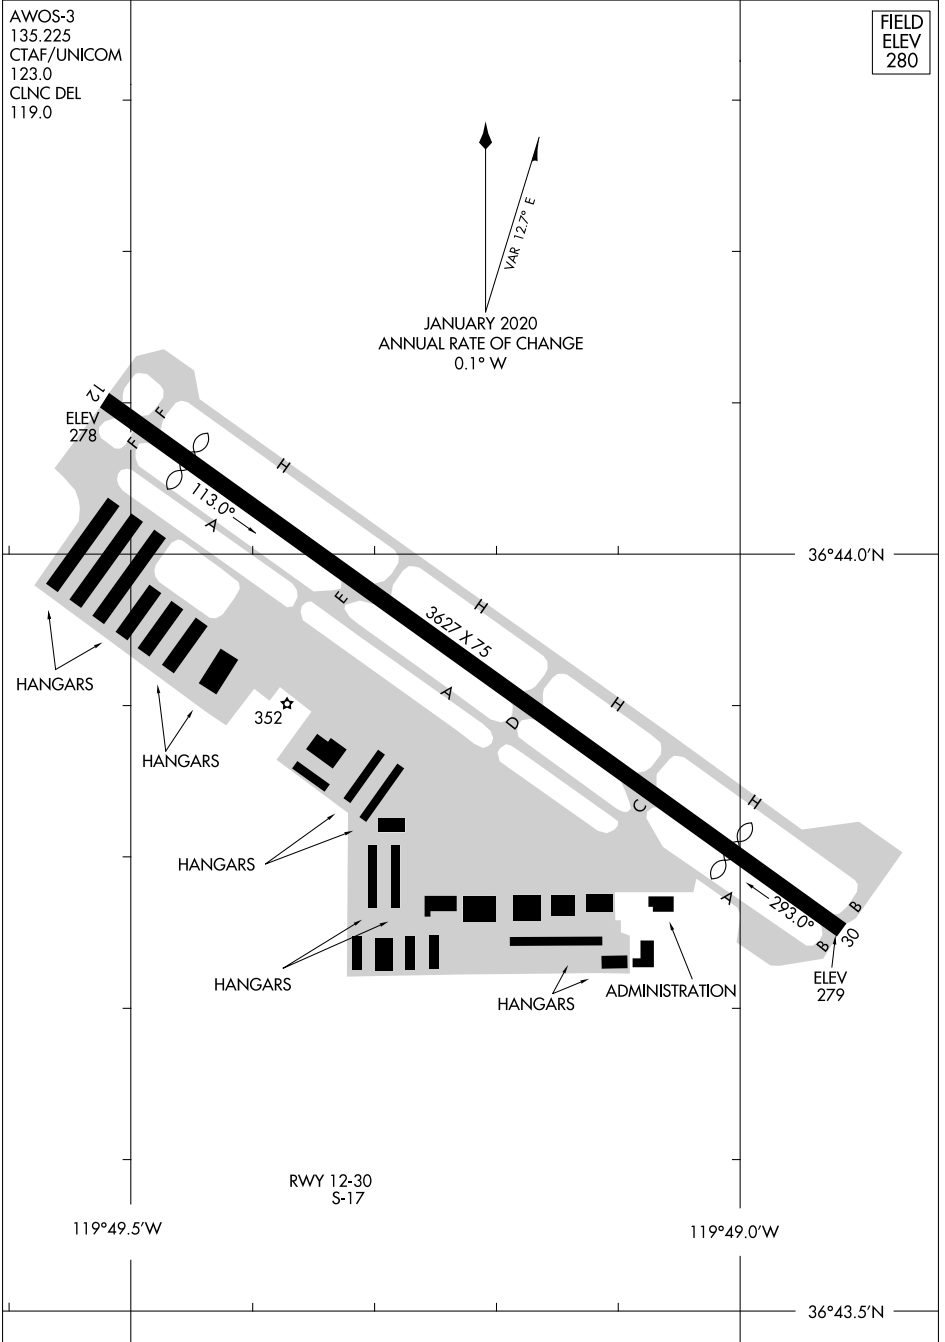 AWOS-3
135.225
CTAF/UNICOM
123.0
CLNC DEL
119.0
FIELD
ELEV
280
VAR 12.7° E
JANUARY 2020
ANNUAL RATE OF CHANGE
0.1° W
12
ELEV
278
F
F
H
113.0°
A
36°44.0'N
E
H
3627 X 75
HANGARS
A
H
352
D
HANGARS
H
C
HANGARS
A
293.0°
B
B
30
HANGARS
ELEV
279
HANGARS
ADMINISTRATION
RWY 12-30
S-17
119°49.5'W
119°49.0'W
36°43.5'N